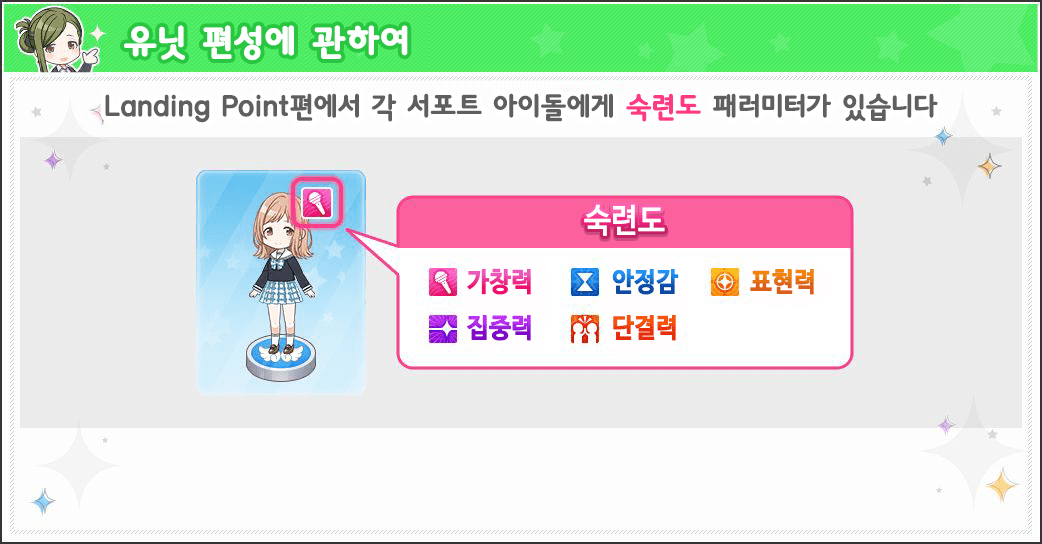 유닛 편성에 관하여
Landing Point편에서 각 서포트 아이돌에게 숙련도 패러미터가 있습니다
숙련도
가창력 안정감 표현력
집중력 단결력